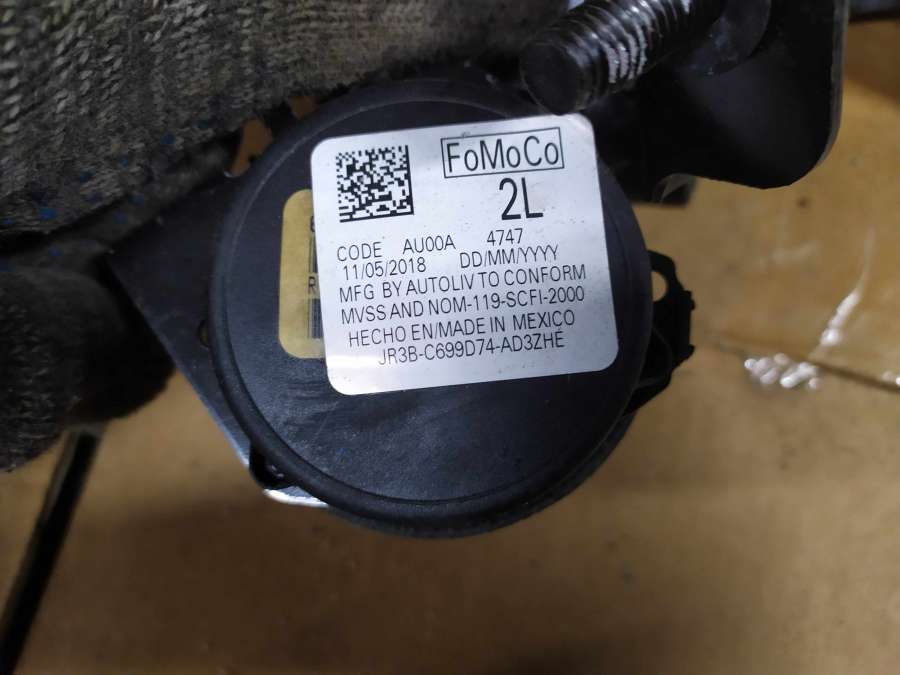 FoMoCo
2L
CODE AU00A 4747
11/05/2018 DD/MM/YYYY
MFG BY AUTOLIV TO CONFORM
MVSS AND NOM-119-SCFI-2000
HECHO EN/MADE IN MEXICO
JR3B-C699D74-AD3ZHE
R